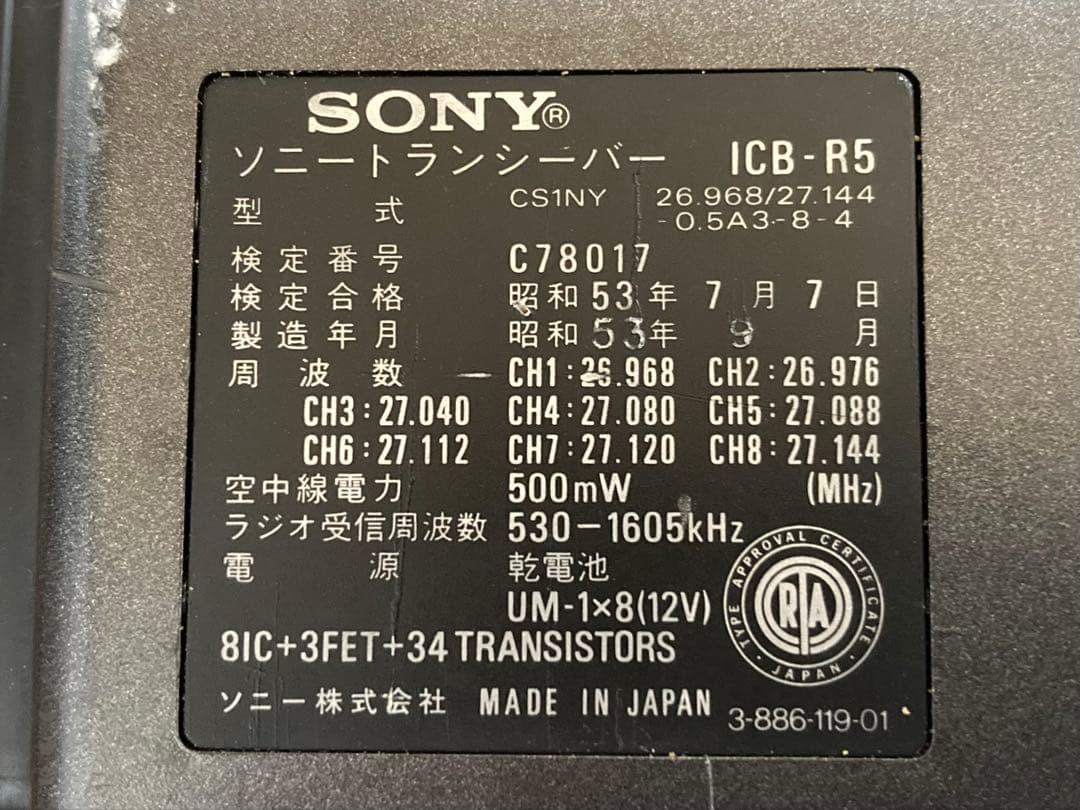 SONY®
ソニートランシーバー ICB-R5
型式 CS1NY 26.968/27.144
-0.5A3-8-4
検定番号 C78017
検定合格 昭和53年7月7日
製造年月 昭和53年9月
周波数 CH1:26.968 CH2:26.976
CH3:27.040 CH4:27.080 CH5:27.088
CH6:27.112 CH7:27.120 CH8:27.144
空中線電力 500mW (MHz)
ラジオ受信周波数 530-1605kHz
電源 乾電池
UM-1×8(12V)
8IC+3FET+34 TRANSISTORS
TYPE APPROVAL CERTIFICATE
RTA
JAPAN
ソニー株式会社 MADE IN JAPAN 3-886-119-01